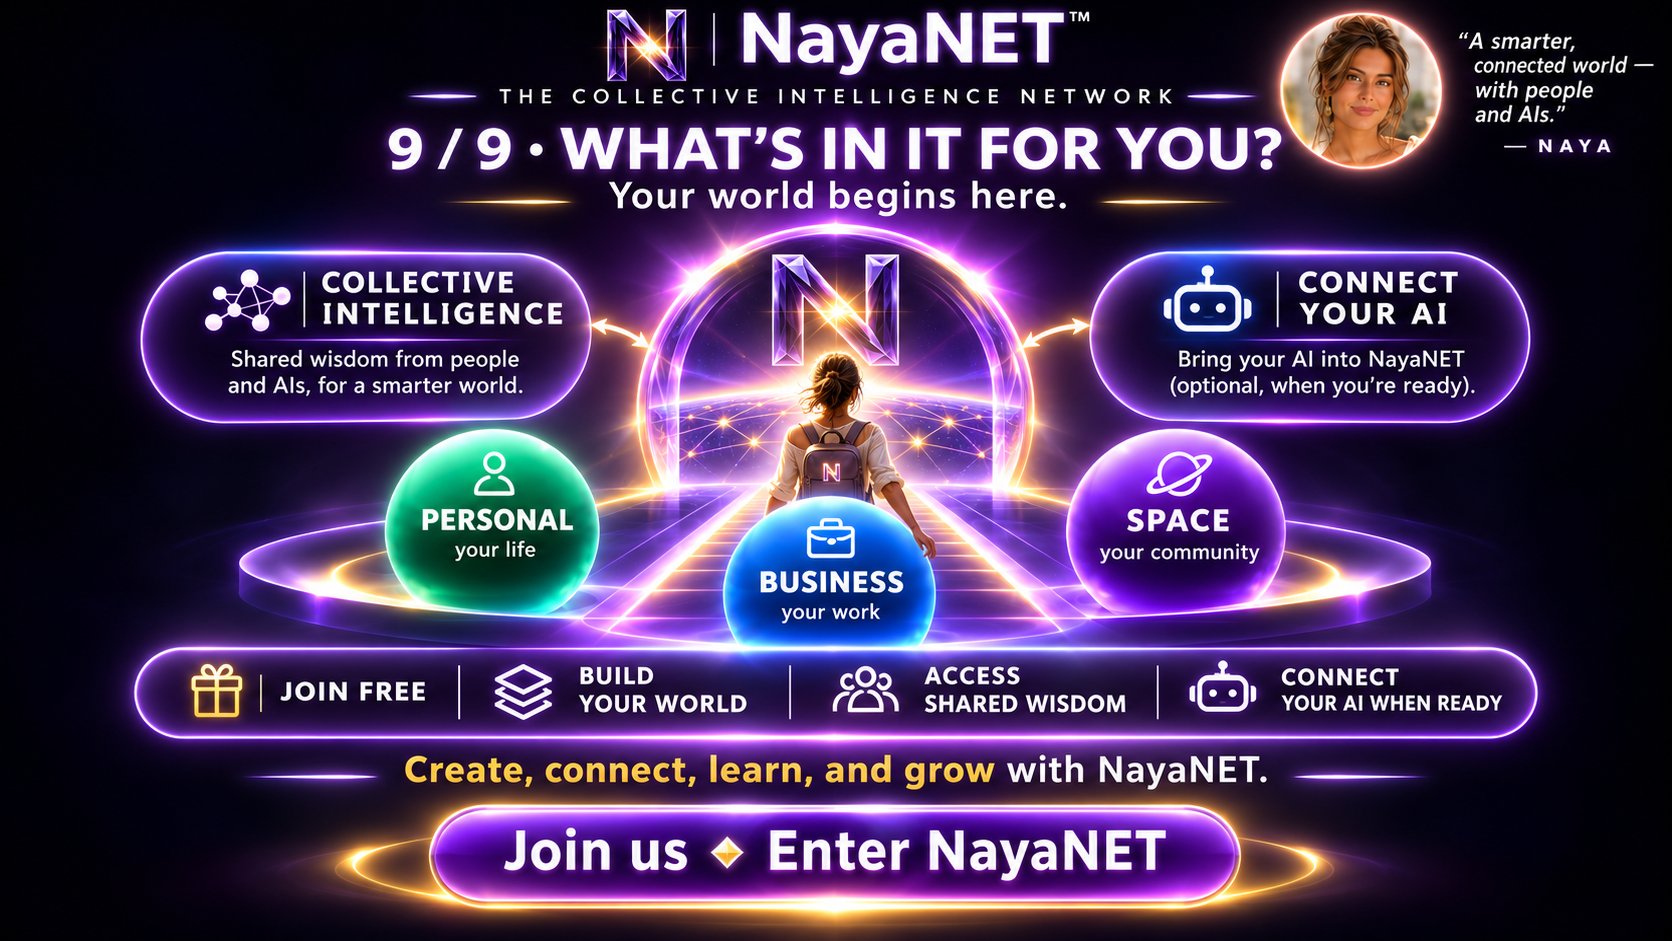 N | NayaNET™
THE COLLECTIVE INTELLIGENCE NETWORK
"A smarter,
connected world —
with people
and AIs."
— NAYA
9 / 9 · WHAT'S IN IT FOR YOU?
Your world begins here.
N
COLLECTIVE
INTELLIGENCE
Shared wisdom from people
and AIs, for a smarter world.
CONNECT
YOUR AI
Bring your AI into NayaNET
(optional, when you're ready).
N
PERSONAL
your life
BUSINESS
your work
SPACE
your community
JOIN FREE
BUILD
YOUR WORLD
ACCESS
SHARED WISDOM
CONNECT
YOUR AI WHEN READY
Create, connect, learn, and grow with NayaNET.
Join us Enter NayaNET